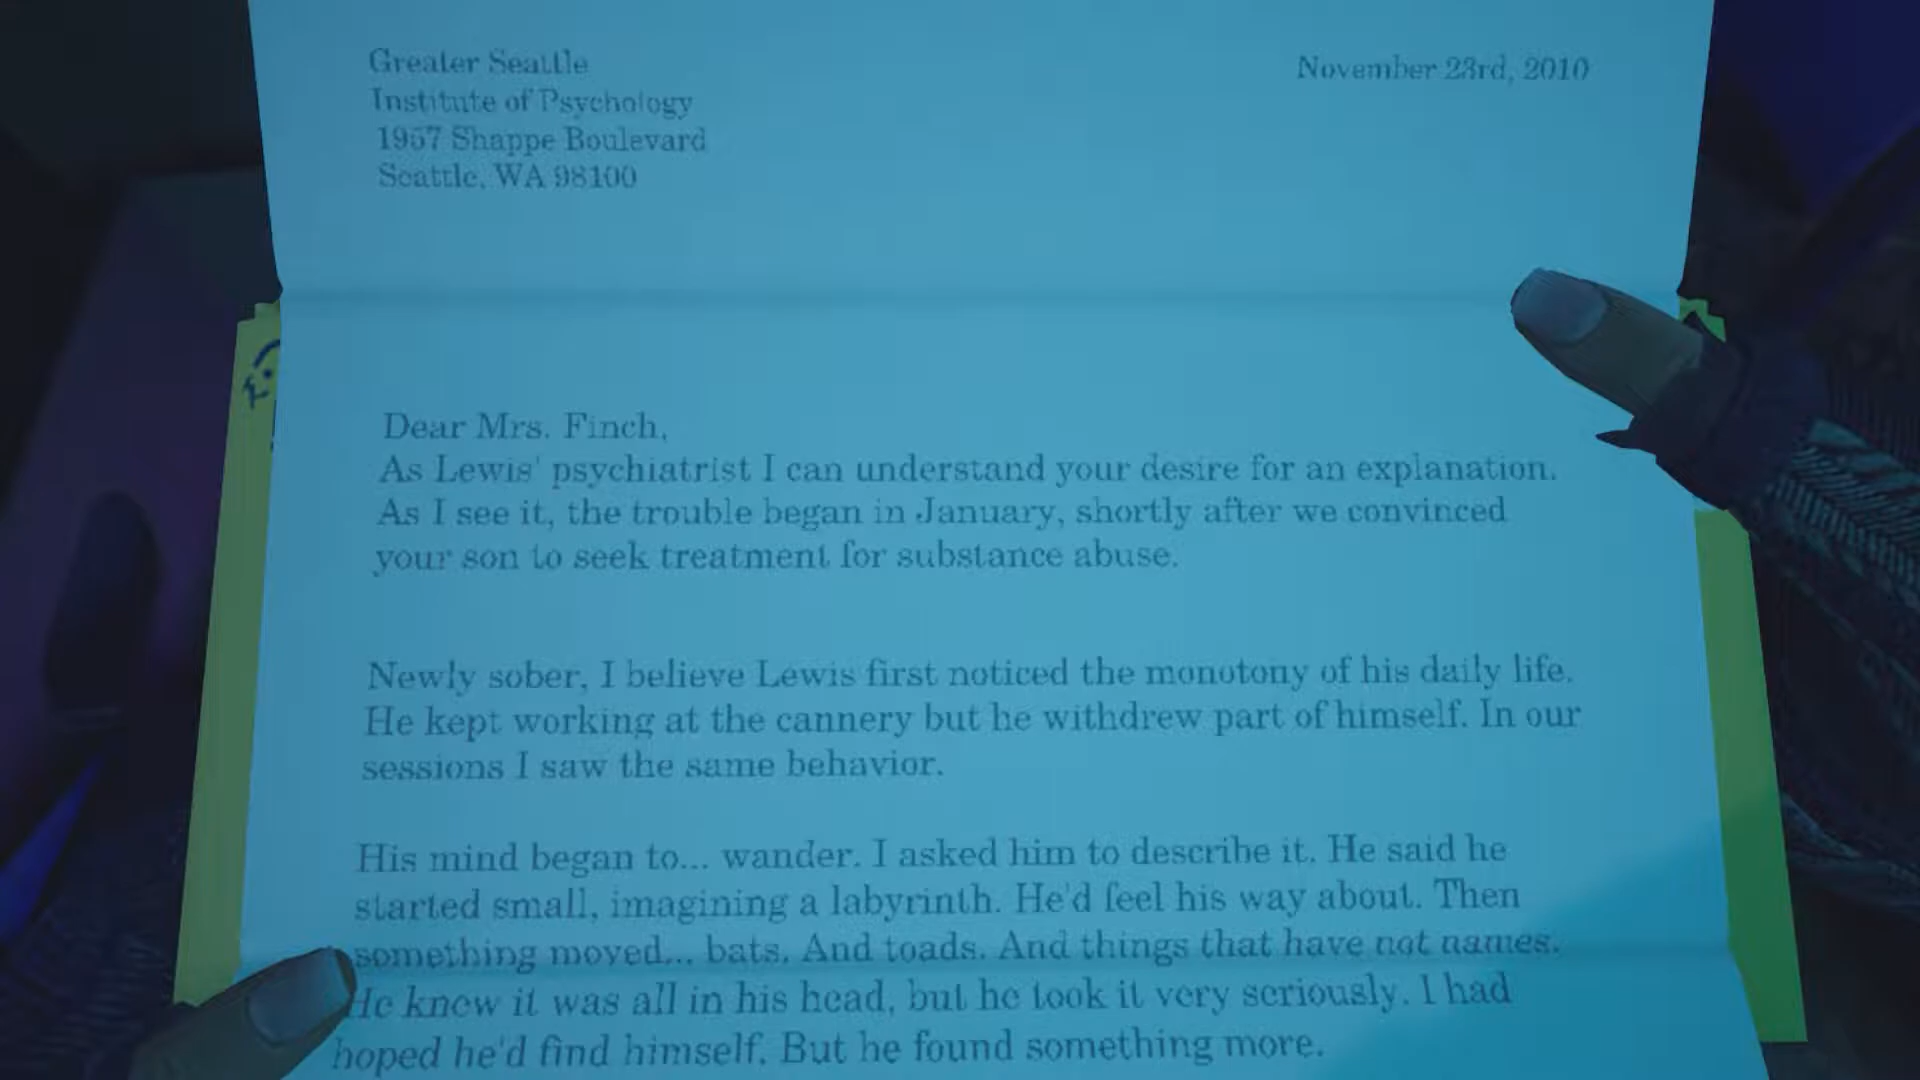 Greater Seattle
November 23rd, 2010
Institute of Psychology
1957 Shappe Boulevard
Seattle, WA 98100
Dear Mrs. Finch,
As Lewis' psychiatrist I can understand your desire for an explanation.
As I see it, the trouble began in January, shortly after we convinced
your son to seek treatment for substance abuse.
Newly sober, I believe Lewis first noticed the monotony of his daily life.
He kept working at the cannery but he withdrew part of himself. In our
sessions I saw the same behavior.
His mind began to... wander. I asked him to describe it. He said he
started small, imagining a labyrinth. He'd feel his way about. Then
something moved... bats. And toads. And things that have not names.
He knew it was all in his head, but he took it very seriously. I had
hoped he'd find himself. But he found something more.